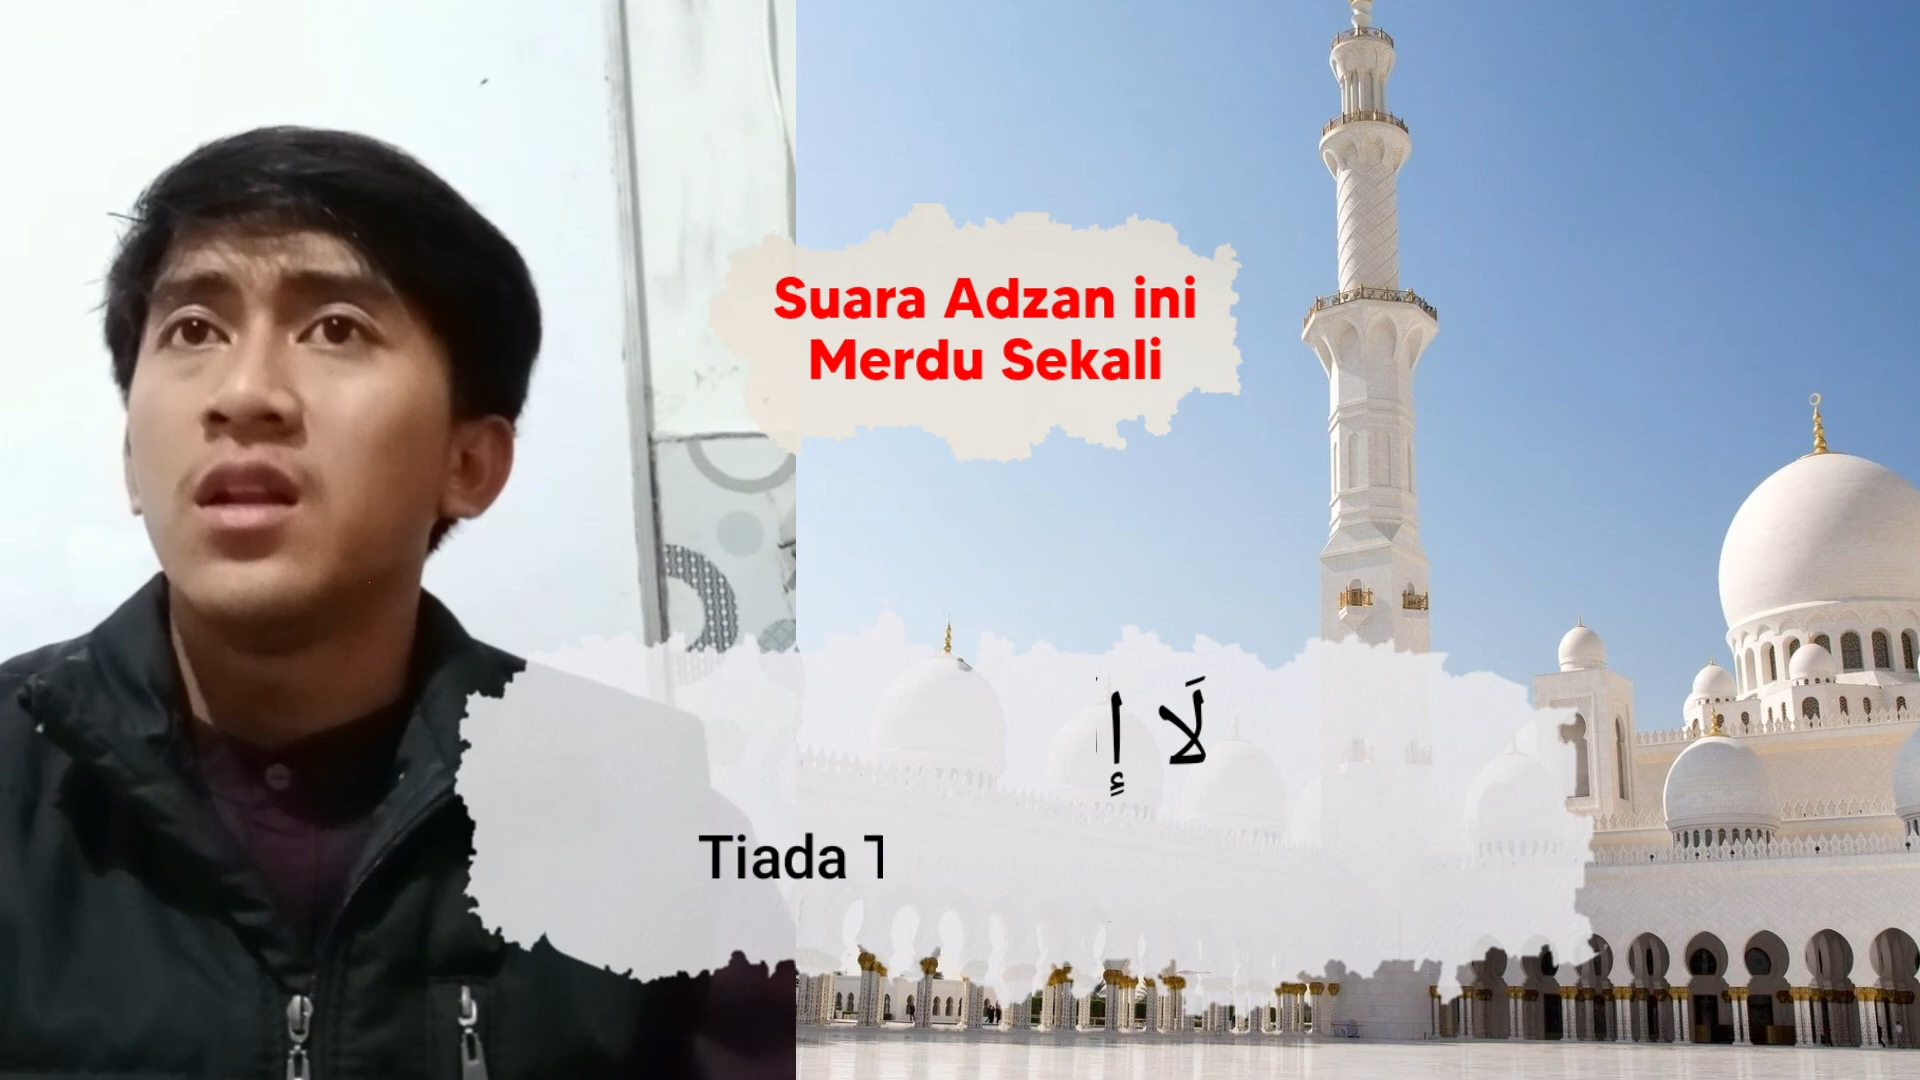 Suara Adzan ini
Merdu Sekali
لَا إِ
Tiada T